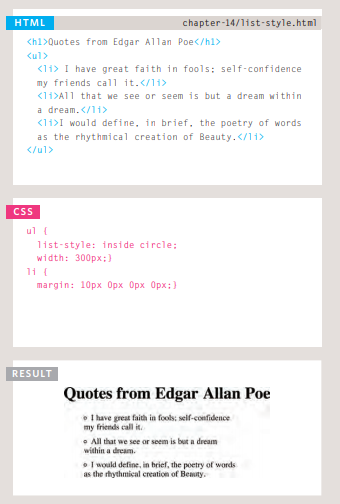 HTML
chapter-14/list-style.html
<h1>Quotes from Edgar Allan Poe</h1>
<ul>
<li> I have great faith in fools; self-confidence
my friends call it.</li>
<li>All that we see or seem is but a dream within
a dream.</li>
<li>I would define, in brief, the poetry of words
as the rhythmical creation of Beauty.</li>
</ul>
CSS
ul {
list-style: inside circle;
width: 300px;}
li {
margin: 10px 0px 0px 0px;}
RESULT
Quotes from Edgar Allan Poe
I have great faith in fools; self-confidence
my friends call it.
All that we see or seem is but a dream
within a dream.
I would define, in brief, the poetry of words
as the rhythmical creation of Beauty.